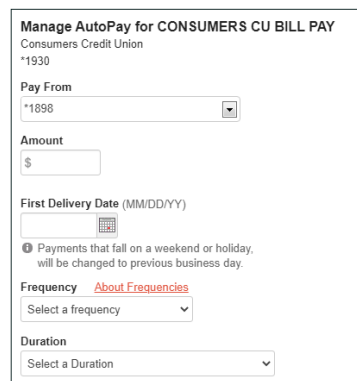 Manage AutoPay for CONSUMERS CU BILL PAY
Consumers Credit Union
*1930
Pay From
*1898
Amount
$
First Delivery Date (MM/DD/YY)
Payments that fall on a weekend or holiday,
will be changed to previous business day.
Frequency About Frequencies
Select a frequency
Duration
Select a Duration